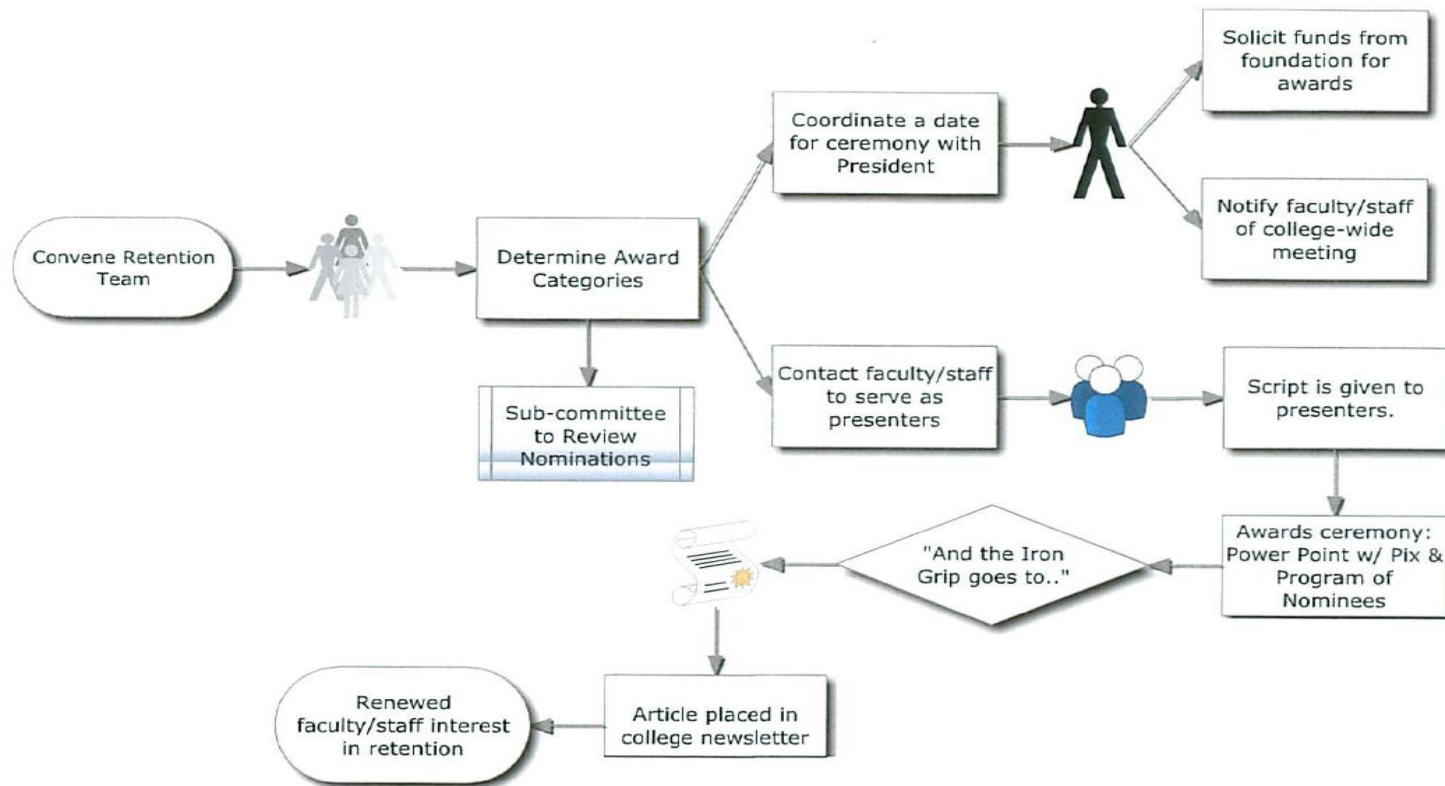 Convene Retention
Team
Determine Award
Categories
Sub-committee
to Review
Nominations
Coordinate a date
for ceremony with
President
Solicit funds from
foundation for
awards
Notify faculty/staff
of college-wide
meeting
Contact faculty/staff
to serve as
presenters
Script is given to
presenters.
Awards ceremony:
Power Point w/ Pix &
Program of
Nominees
"And the Iron
Grip goes to.."
Article placed in
college newsletter
Renewed
faculty/staff interest
in retention